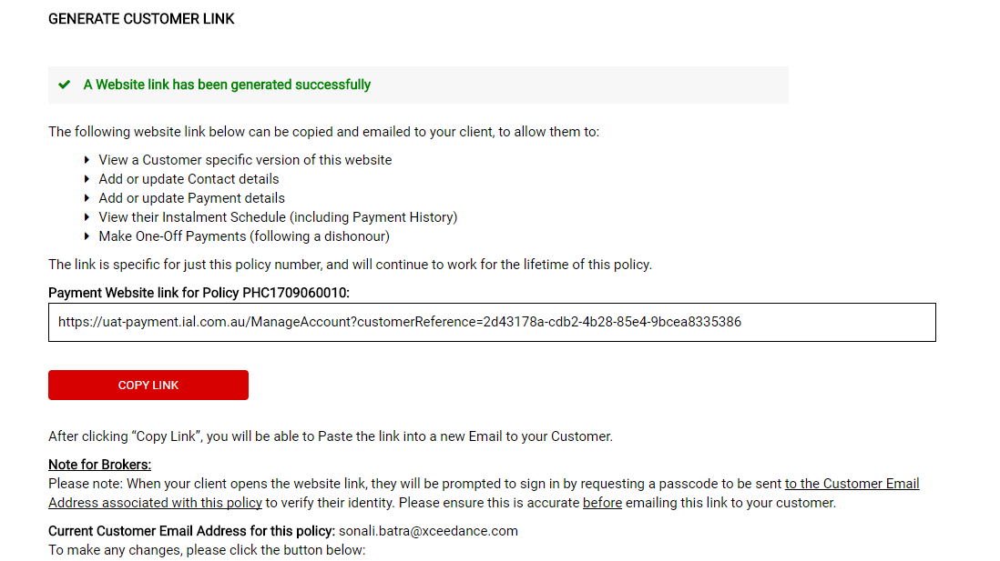 GENERATE CUSTOMER LINK
A Website link has been generated successfully
The following website link below can be copied and emailed to your client, to allow them to:
View a Customer specific version of this website
Add or update Contact details
Add or update Payment details
View their Instalment Schedule (including Payment History)
Make One-Off Payments (following a dishonour)
The link is specific for just this policy number, and will continue to work for the lifetime of this policy.
Payment Website link for Policy PHC1709060010:
https://uat-payment.ial.com.au/ManageAccount?customerReference=2d43178a-cdb2-4b28-85e4-9bcea8335386
COPY LINK
After clicking “Copy Link”, you will be able to Paste the link into a new Email to your Customer.
Note for Brokers:
Please note: When your client opens the website link, they will be prompted to sign in by requesting a passcode to be sent to the Customer Email
Address associated with this policy to verify their identity. Please ensure this is accurate before emailing this link to your customer.
Current Customer Email Address for this policy: sonali.batra@xceedance.com
To make any changes, please click the button below: